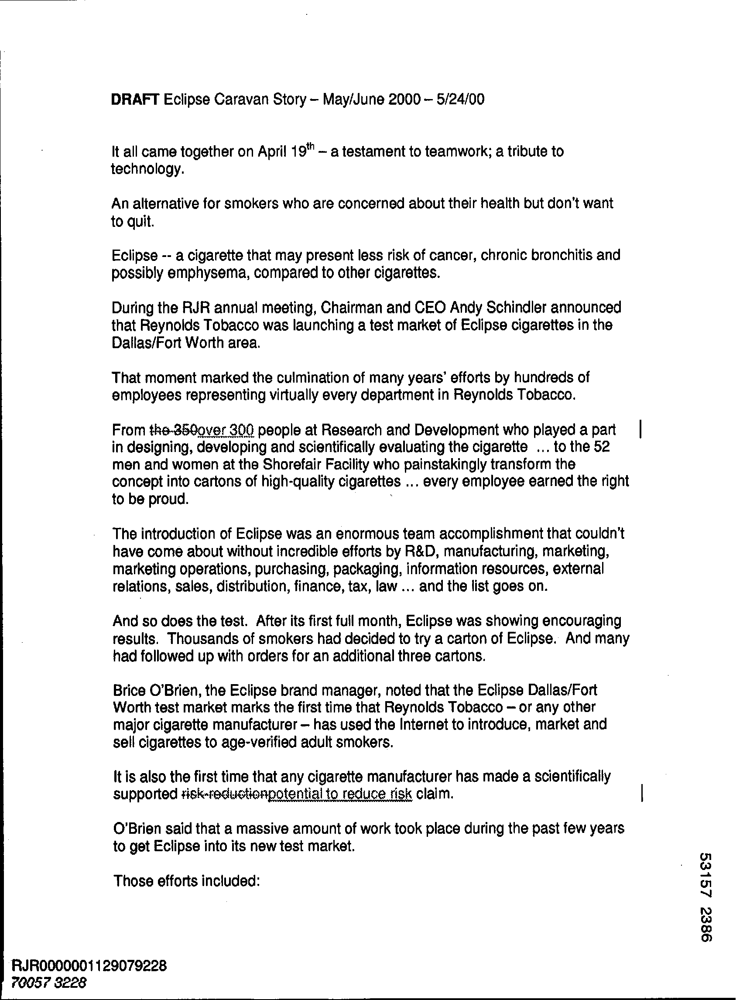 DRAFT Eclipse Caravan Story – May/June 2000 – 5/24/00
It all came together on April 19th – a testament to teamwork; a tribute to
technology.
An alternative for smokers who are concerned about their health but don't want
to quit.
Eclipse -- a cigarette that may present less risk of cancer, chronic bronchitis and
possibly emphysema, compared to other cigarettes.
During the RJR annual meeting, Chairman and CEO Andy Schindler announced
that Reynolds Tobacco was launching a test market of Eclipse cigarettes in the
Dallas/Fort Worth area.
That moment marked the culmination of many years' efforts by hundreds of
employees representing virtually every department in Reynolds Tobacco.
From the 350over 300 people at Research and Development who played a part
in designing, developing and scientifically evaluating the cigarette ... to the 52
men and women at the Shorefair Facility who painstakingly transform the
concept into cartons of high-quality cigarettes ... every employee earned the right
to be proud.
The introduction of Eclipse was an enormous team accomplishment that couldn't
have come about without incredible efforts by R&D, manufacturing, marketing,
marketing operations, purchasing, packaging, information resources, external
relations, sales, distribution, finance, tax, law ... and the list goes on.
And so does the test. After its first full month, Eclipse was showing encouraging
results. Thousands of smokers had decided to try a carton of Eclipse. And many
had followed up with orders for an additional three cartons.
Brice O'Brien, the Eclipse brand manager, noted that the Eclipse Dallas/Fort
Worth test market marks the first time that Reynolds Tobacco – or any other
major cigarette manufacturer – has used the Internet to introduce, market and
sell cigarettes to age-verified adult smokers.
It is also the first time that any cigarette manufacturer has made a scientifically
supported risk-reductionpotential to reduce risk claim.
O'Brien said that a massive amount of work took place during the past few years
to get Eclipse into its new test market.
Those efforts included:
53157 2386
RJR0000001129079228
70057 3228